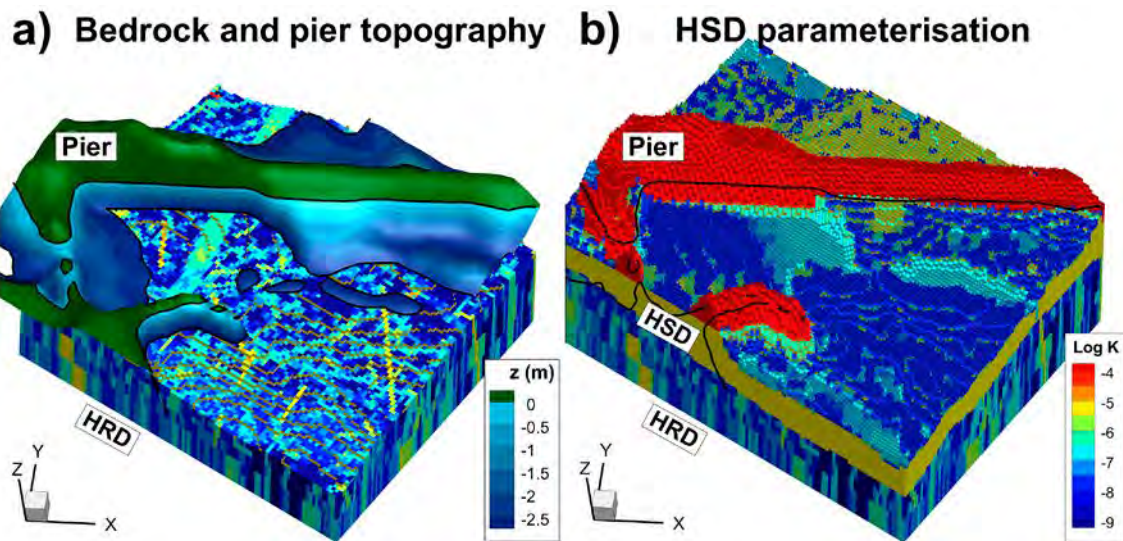 a) Bedrock and pier topography
Pier
HRD
Z
Y
X
z (m)
0
-0.5
-1
-1.5
-2
-2.5
b) HSD parameterisation
Pier
HSD
HRD
Z
Y
X
Log K
-4
-5
-6
-7
-8
-9